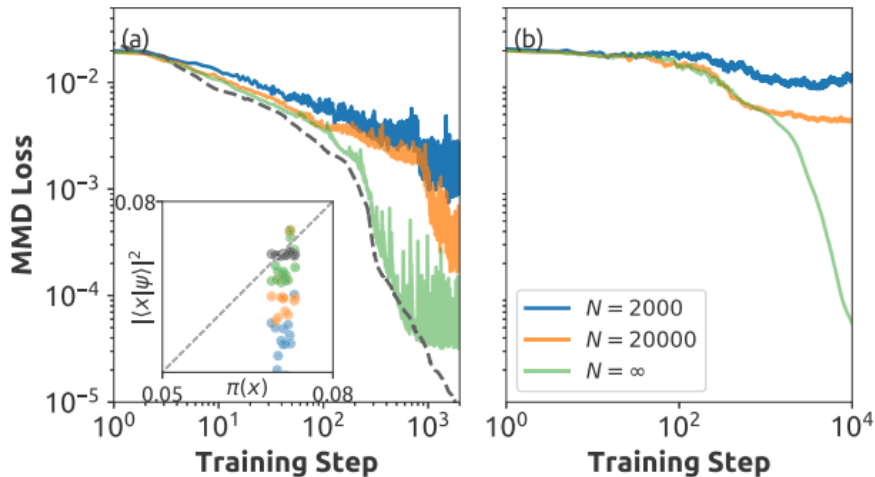 (a)
MMD Loss
10^{-2}
10^{-3}
10^{-4}
10^{-5}
0.08
|⟨x|ψ⟩|^2
0.05
π(x)
0.08
10^0
10^1
10^2
10^3
Training Step
(b)
N = 2000
N = 20000
N = ∞
10^0
10^2
10^4
Training Step